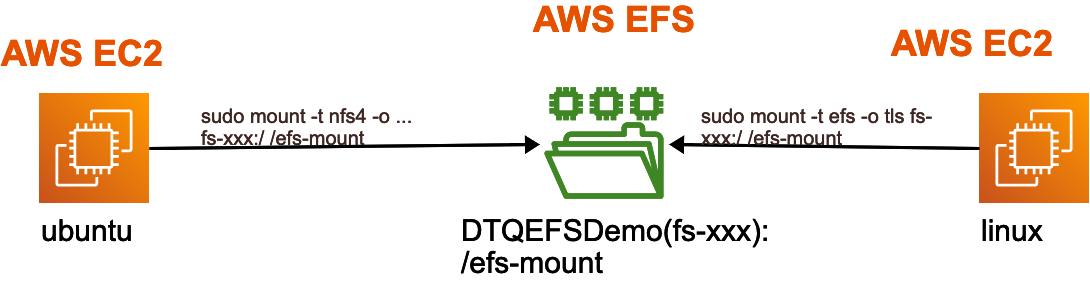 AWS EC2
AWS EFS
AWS EC2
sudo mount -t nfs4 -o ...
fs-xxx:/ /efs-mount
sudo mount -t efs -o tls fs-
xxx:/ /efs-mount
ubuntu
DTQEFSDemo(fs-xxx):
/efs-mount
linux